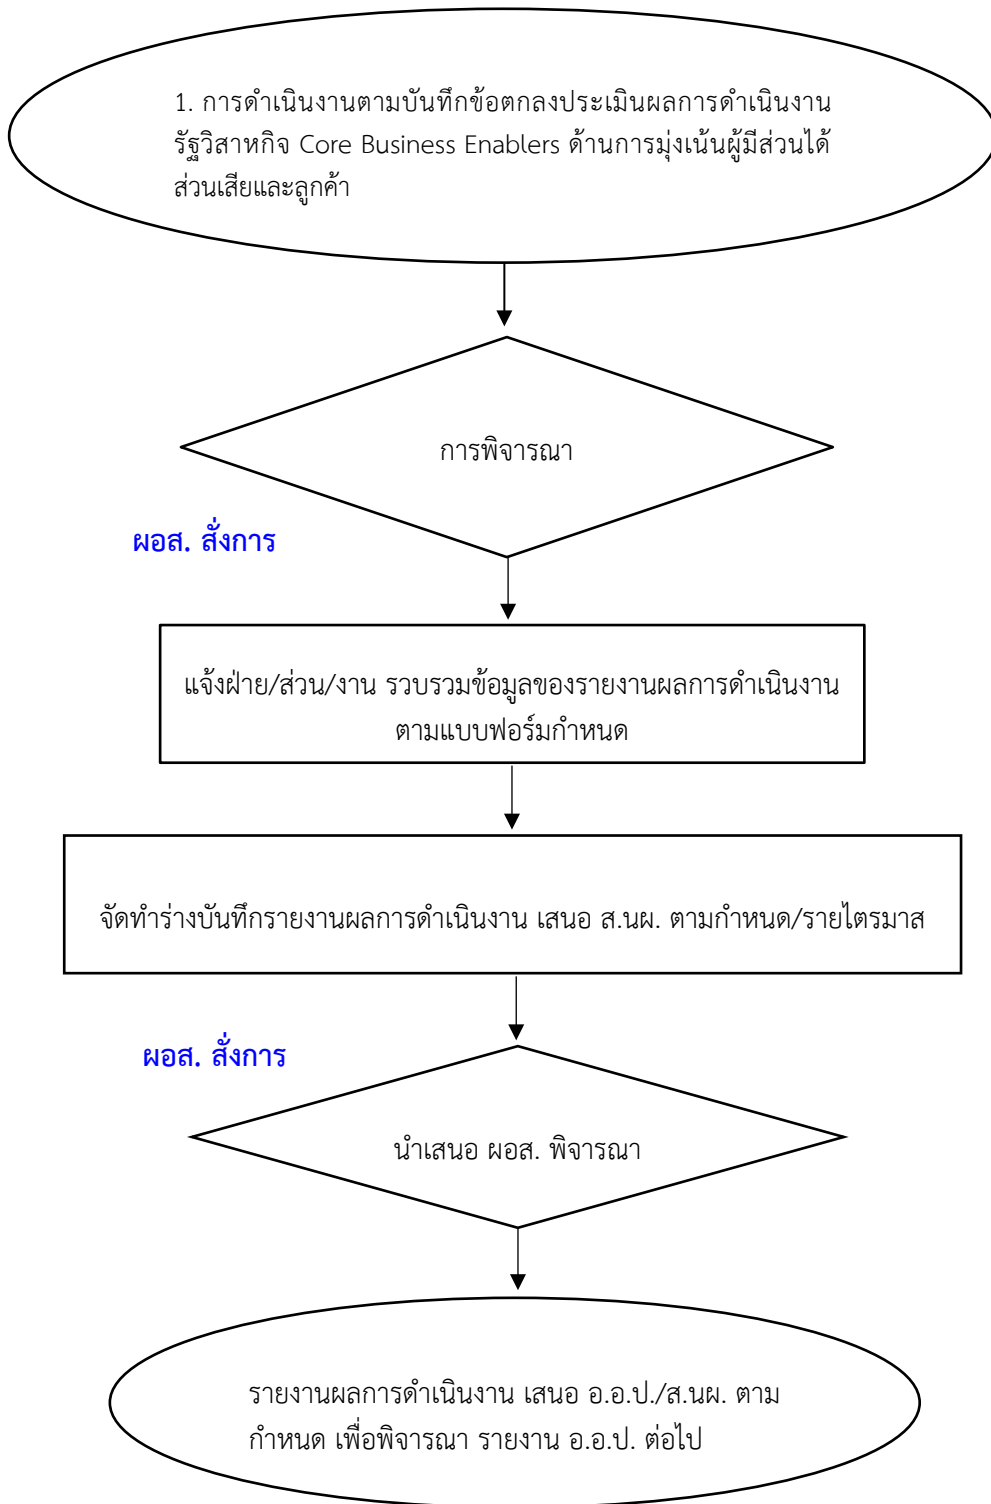 1. การดำเนินงานตามบันทึกข้อตกลงประเมินผลการดำเนินงาน
รัฐวิสาหกิจ Core Business Enablers ด้านการมุ่งเน้นผู้มีส่วนได้
ส่วนเสียและลูกค้า
การพิจารณา
ผอส. สั่งการ
แจ้งฝ่าย/ส่วน/งาน รวบรวมข้อมูลของรายงานผลการดำเนินงาน
ตามแบบฟอร์มกำหนด
จัดทำร่างบันทึกรายงานผลการดำเนินงาน เสนอ ส.นผ. ตามกำหนด/รายไตรมาส
ผอส. สั่งการ
นำเสนอ ผอส. พิจารณา
รายงานผลการดำเนินงาน เสนอ อ.อ.ป./ส.นผ. ตาม
กำหนด เพื่อพิจารณา รายงาน อ.อ.ป. ต่อไป